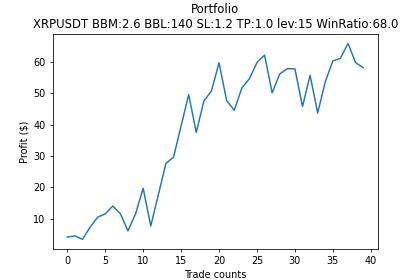 Portfolio
XRPUSDT BBM:2.6 BBL:140 SL:1.2 TP:1.0 lev:15 WinRatio:68.0
Profit ($)
60
50
40
30
20
10
0 5 10 15 20 25 30 35 40
Trade counts